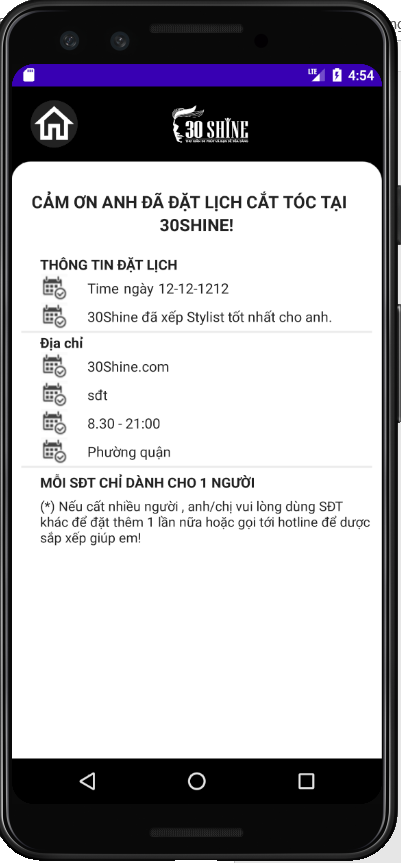 LTE 4:54
30 SHINE
CẢM ƠN ANH ĐÃ ĐẶT LỊCH CẮT TÓC TẠI
30SHINE!
THÔNG TIN ĐẶT LỊCH
Time ngày 12-12-1212
30Shine đã xếp Stylist tốt nhất cho anh.
Địa chỉ
30Shine.com
sđt
8.30 - 21:00
Phường quận
MỖI SĐT CHỈ DÀNH CHO 1 NGƯỜI
(*) Nếu cất nhiều người , anh/chị vui lòng dùng SĐT
khác để đặt thêm 1 lần nữa hoặc gọi tới hotline để dược
sắp xếp giúp em!